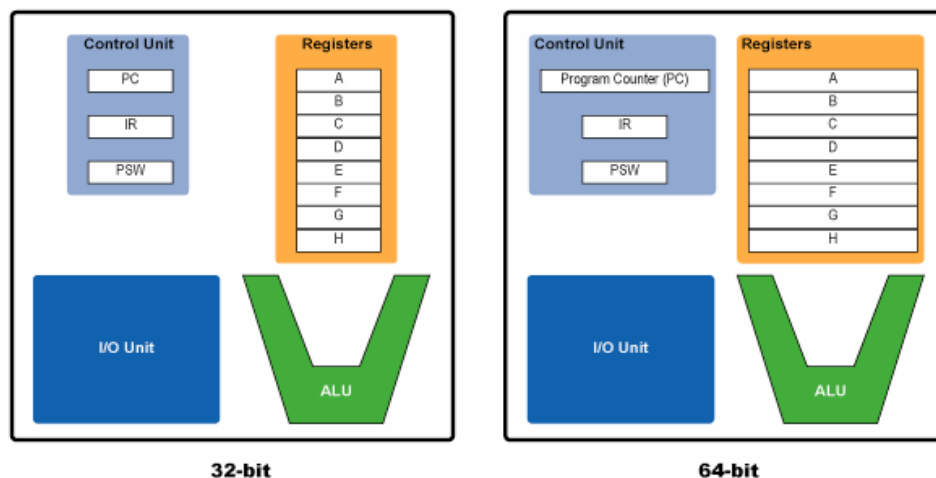 Control Unit
PC
IR
PSW
Registers
A
B
C
D
E
F
G
H
I/O Unit
ALU
32-bit
Control Unit
Program Counter (PC)
IR
PSW
Registers
A
B
C
D
E
F
G
H
I/O Unit
ALU
64-bit